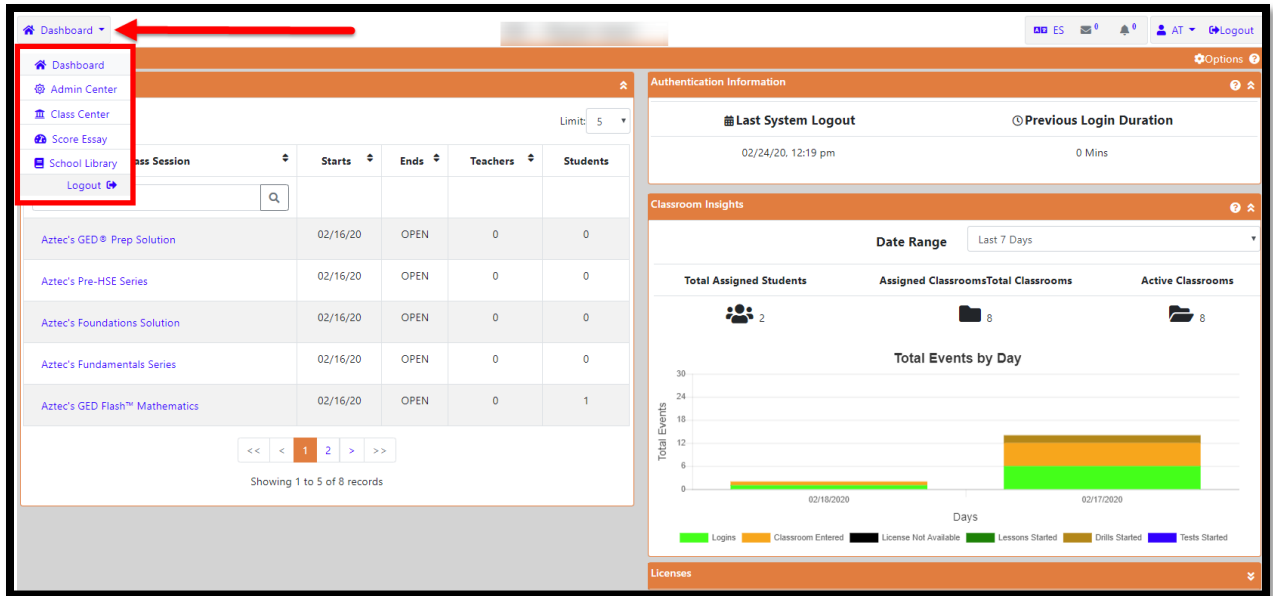 Dashboard
ES 0 0 AT Logout
Dashboard
Admin Center
Class Center
Score Essay
School Library
Logout
Options
Limit: 5
ass Session Starts Ends Teachers Students
Aztec's GED® Prep Solution 02/16/20 OPEN 0 0
Aztec's Pre-HSE Series 02/16/20 OPEN 0 0
Aztec's Foundations Solution 02/16/20 OPEN 0 0
Aztec's Fundamentals Series 02/16/20 OPEN 0 0
Aztec's GED Flash™ Mathematics 02/16/20 OPEN 0 1
<< < 1 2 > >>
Showing 1 to 5 of 8 records
Authentication Information
Last System Logout Previous Login Duration
02/24/20, 12:19 pm 0 Mins
Classroom Insights
Date Range Last 7 Days
Total Assigned Students Assigned ClassroomsTotal Classrooms Active Classrooms
2 8 8
Total Events by Day
Total Events
30
24
18
12
6
0
02/18/2020 02/17/2020
Days
Logins Classroom Entered License Not Available Lessons Started Drills Started Tests Started
Licenses